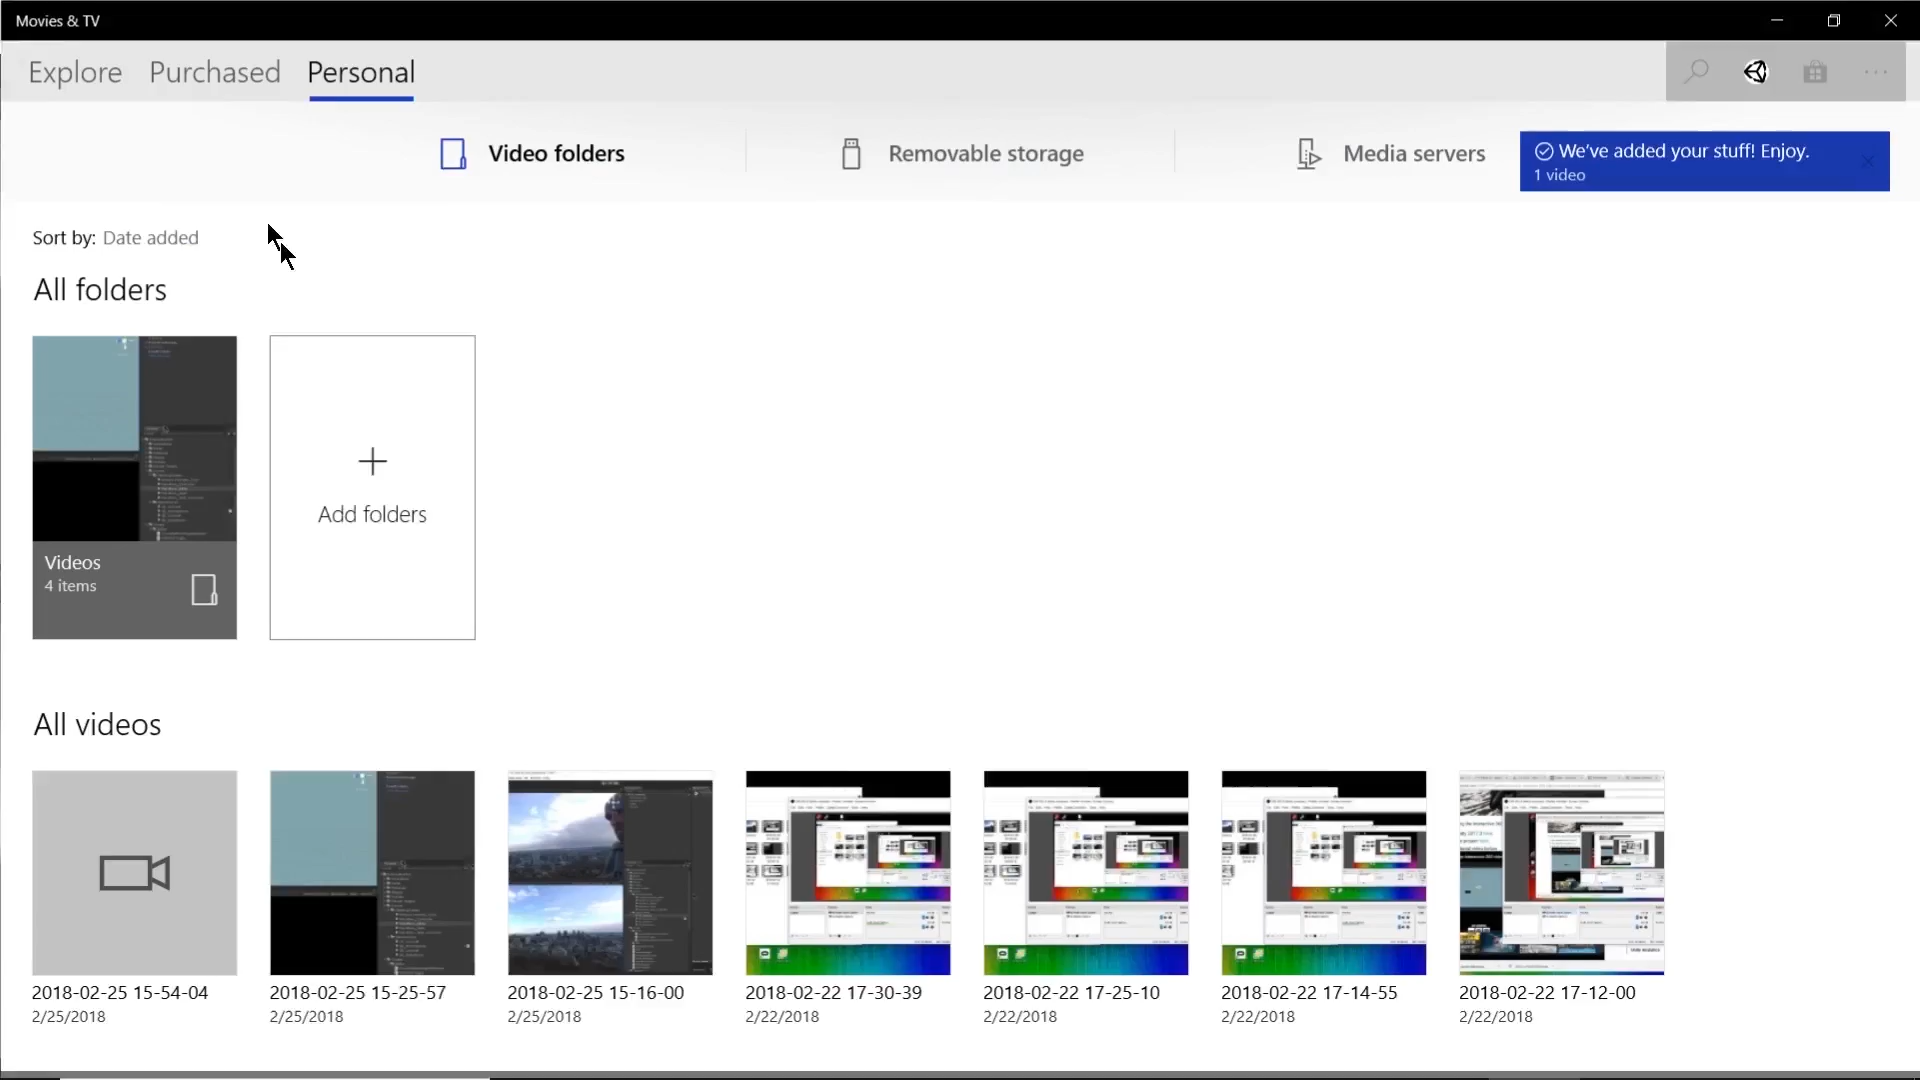 Movies & TV
Explore Purchased Personal
Video folders
Removable storage
Media servers
We've added your stuff! Enjoy.
1 video
Sort by: Date added
All folders
Videos
4 items
Add folders
All videos
2018-02-25 15-54-04
2/25/2018
2018-02-25 15-25-57
2/25/2018
2018-02-25 15-16-00
2/25/2018
2018-02-22 17-30-39
2/22/2018
2018-02-22 17-25-10
2/22/2018
2018-02-22 17-14-55
2/22/2018
2018-02-22 17-12-00
2/22/2018